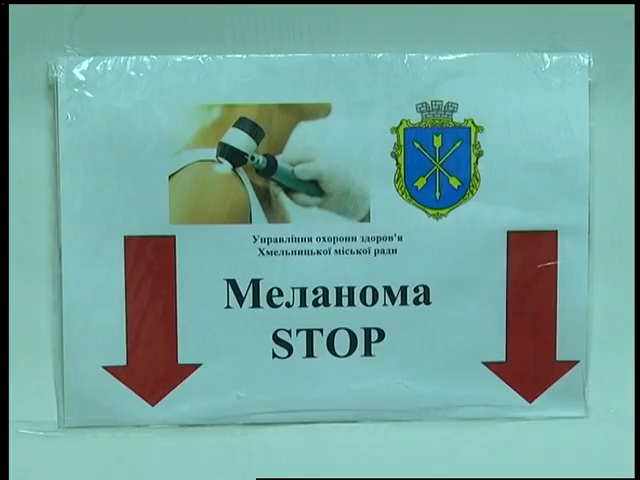 Управління охорони здоров'я
Хмельницької міської ради
Меланома
STOP